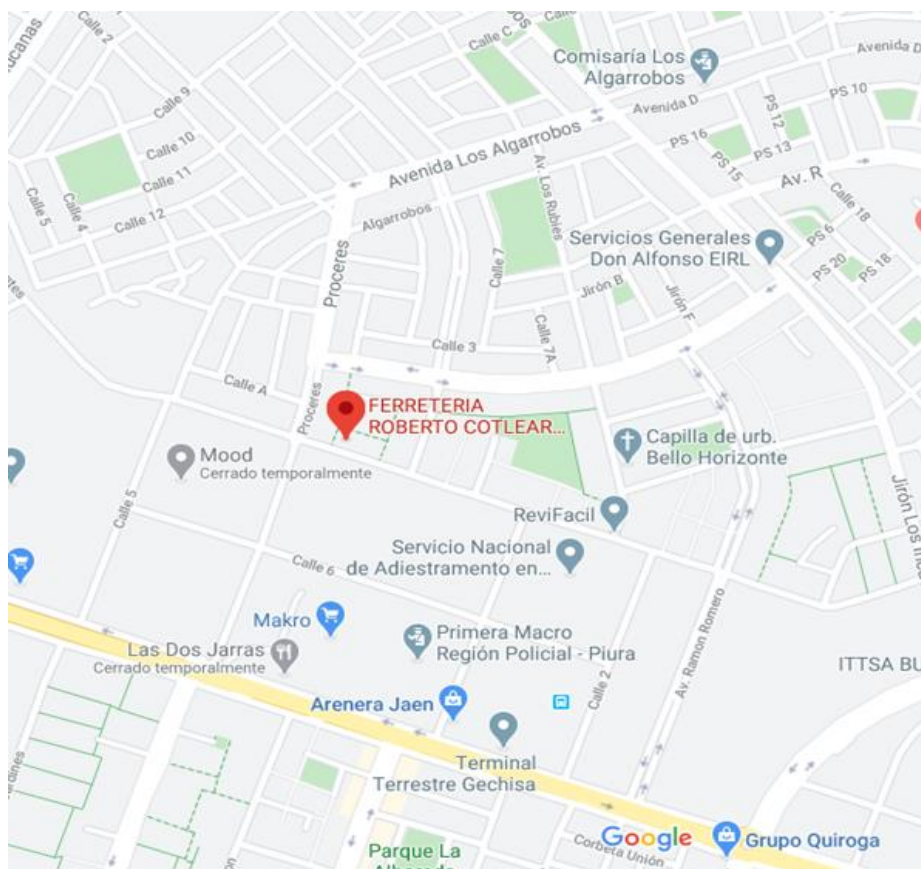 Calle 2
Calle C
Comisaría Los
Algarrobos
Avenida D
Avenida D
PS 10
PS 12
PS 16
PS 13
PS 15
Calle 9
Calle 10
Calle 11
Calle 12
Calle 5
Calle 4
Avenida Los Algarrobos
Algarrobos
Av. Los Rubíes
Av. R
Calle 18
PS 6
PS 20
PS 18
Servicios Generales
Don Alfonso EIRL
Proceres
Calle 7
Jirón B
Jirón F
Calle 7A
Calle 3
Calle A
Proceres
FERRETERIA
ROBERTO COTLEAR...
Mood
Cerrado temporalmente
Capilla de urb.
Bello Horizonte
Calle 5
ReviFacil
Servicio Nacional
de Adiestramiento en...
Calle 6
Makro
Las Dos Jarras
Cerrado temporalmente
Primera Macro
Región Policial - Piura
Av. Ramon Romero
Calle 2
ITTSA BU
Arenera Jaen
Terminal
Terrestre Gechisa
Google
Grupo Quiroga
Corbeta Unión
Parque La